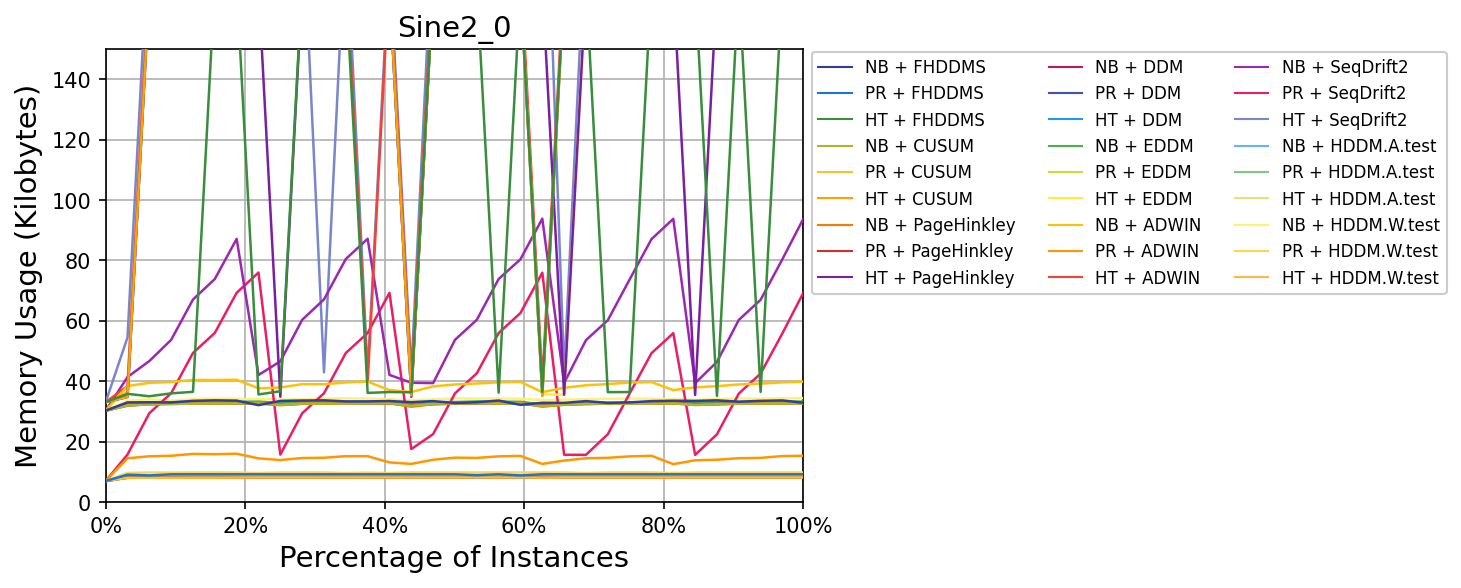 Sine2_0
Memory Usage (Kilobytes)
140
120
100
80
60
40
20
0
0% 20% 40% 60% 80% 100%
Percentage of Instances
NB + FHDDMS
PR + FHDDMS
HT + FHDDMS
NB + CUSUM
PR + CUSUM
HT + CUSUM
NB + PageHinkley
PR + PageHinkley
HT + PageHinkley
NB + DDM
PR + DDM
HT + DDM
NB + EDDM
PR + EDDM
HT + EDDM
NB + ADWIN
PR + ADWIN
HT + ADWIN
NB + SeqDrift2
PR + SeqDrift2
HT + SeqDrift2
NB + HDDM.A.test
PR + HDDM.A.test
HT + HDDM.A.test
NB + HDDM.W.test
PR + HDDM.W.test
HT + HDDM.W.test